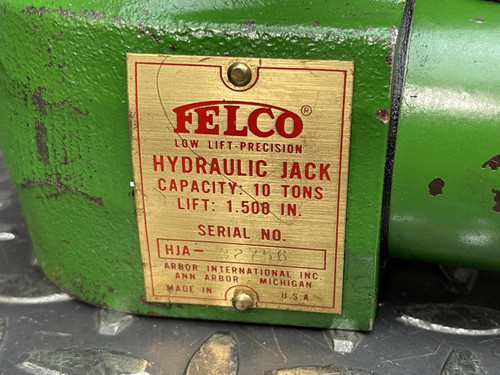 FELCO®
LOW LIFT-PRECISION
HYDRAULIC JACK
CAPACITY: 10 TONS
LIFT: 1.508 IN.
SERIAL NO.
HJA-
ARBOR INTERNATIONAL INC.
ANN ARBOR, MICHIGAN
MADE IN U.S.A.